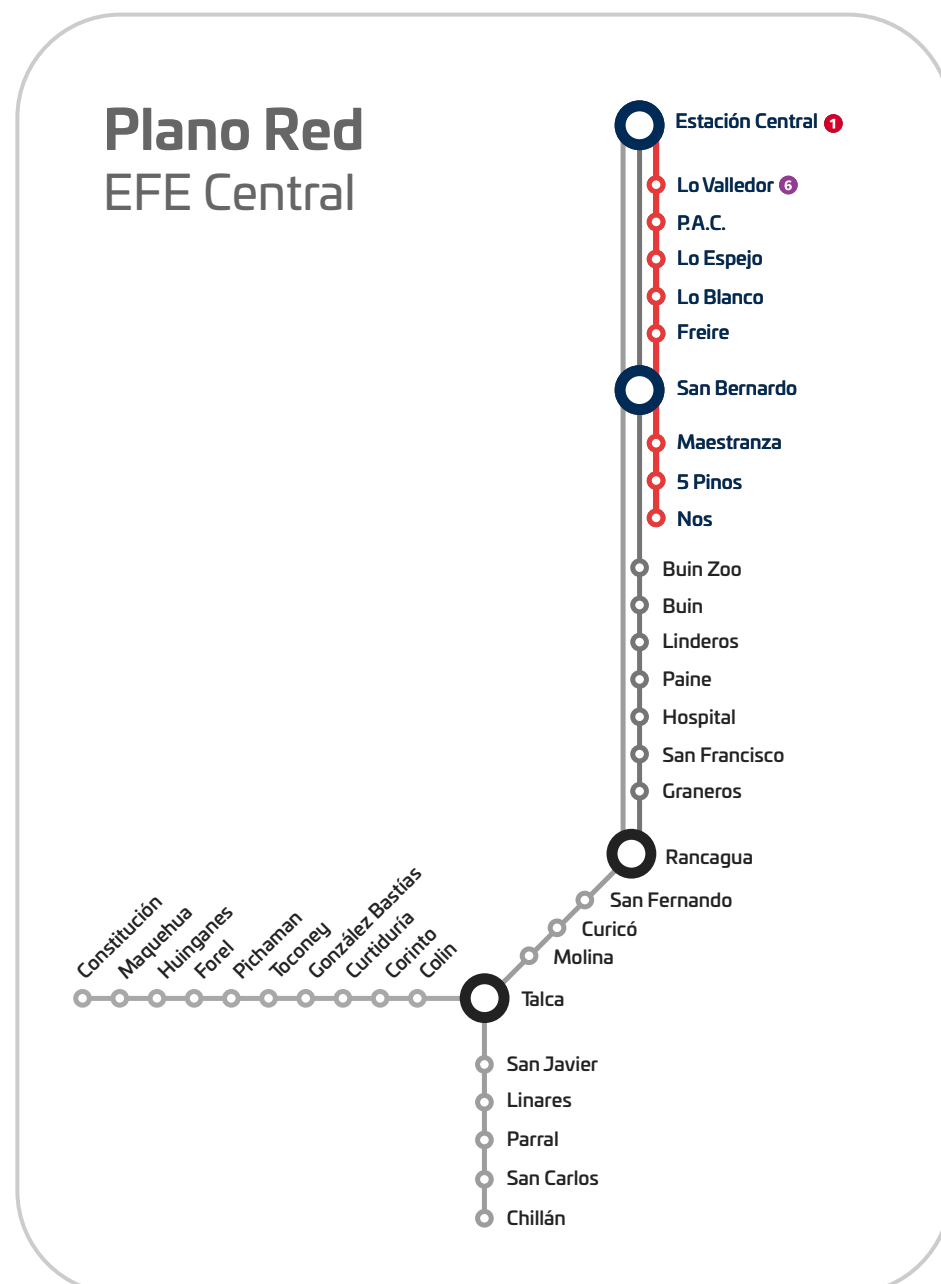 Plano Red
EFE Central
Estación Central 1
Lo Valledor 6
P.A.C.
Lo Espejo
Lo Blanco
Freire
San Bernardo
Maestranza
5 Pinos
Nos
Buin Zoo
Buin
Linderos
Paine
Hospital
San Francisco
Graneros
Rancagua
San Fernando
Curicó
Molina
Constitución
Maquehua
Huinganes
Forel
Pichaman
Toconey
González Bastías
Curtiduría
Corinto
Colin
Talca
San Javier
Linares
Parral
San Carlos
Chillán